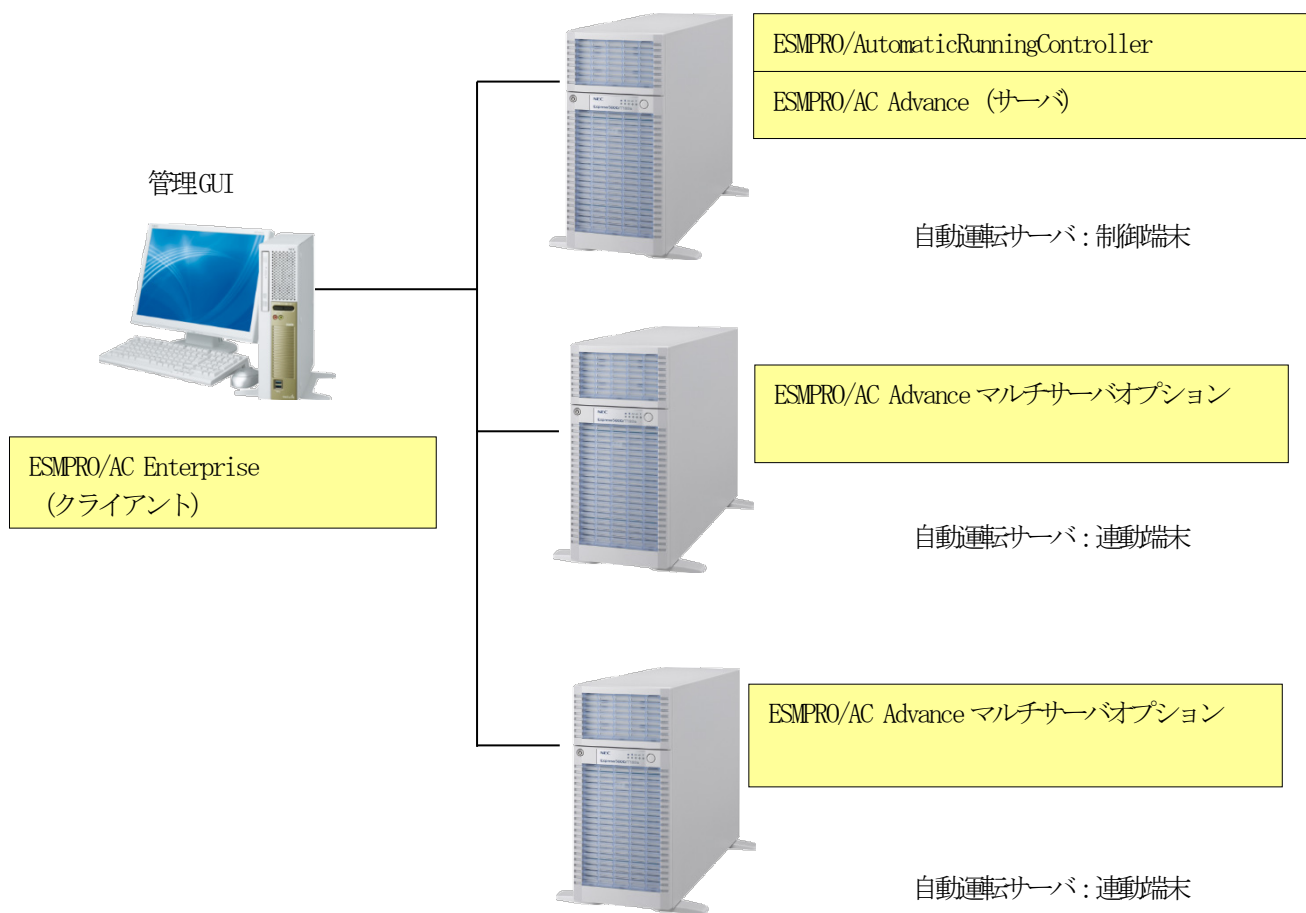 ESMPRO/AutomaticRunningController
ESMPRO/AC Advance (サーバ)
自動運転サーバ：制御端末
管理GUI
ESMPRO/AC Enterprise
(クライアント)
ESMPRO/AC Advance マルチサーバオプション
自動運転サーバ：連動端末
ESMPRO/AC Advance マルチサーバオプション
自動運転サーバ：連動端末
NEC
NEC
NEC